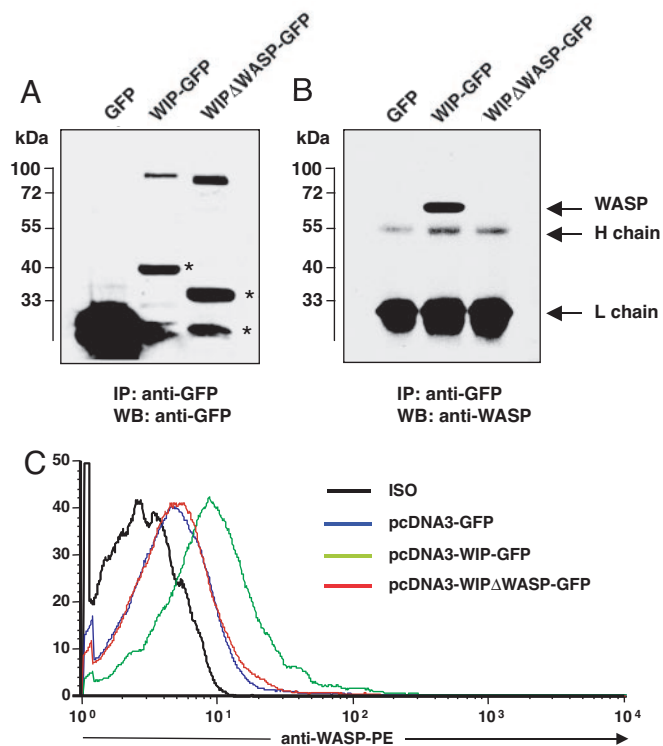 A
GFP
WIP-GFP
WIPΔWASP-GFP
kDa
100
72
55
40
33
*
*
*
IP: anti-GFP
WB: anti-GFP
B
GFP
WIP-GFP
WIPΔWASP-GFP
kDa
100
72
55
40
33
WASP
H chain
L chain
IP: anti-GFP
WB: anti-WASP
C
50
40
30
20
10
0
10⁰
10¹
10²
10³
10⁴
anti-WASP-PE
ISO
pcDNA3-GFP
pcDNA3-WIP-GFP
pcDNA3-WIPΔWASP-GFP